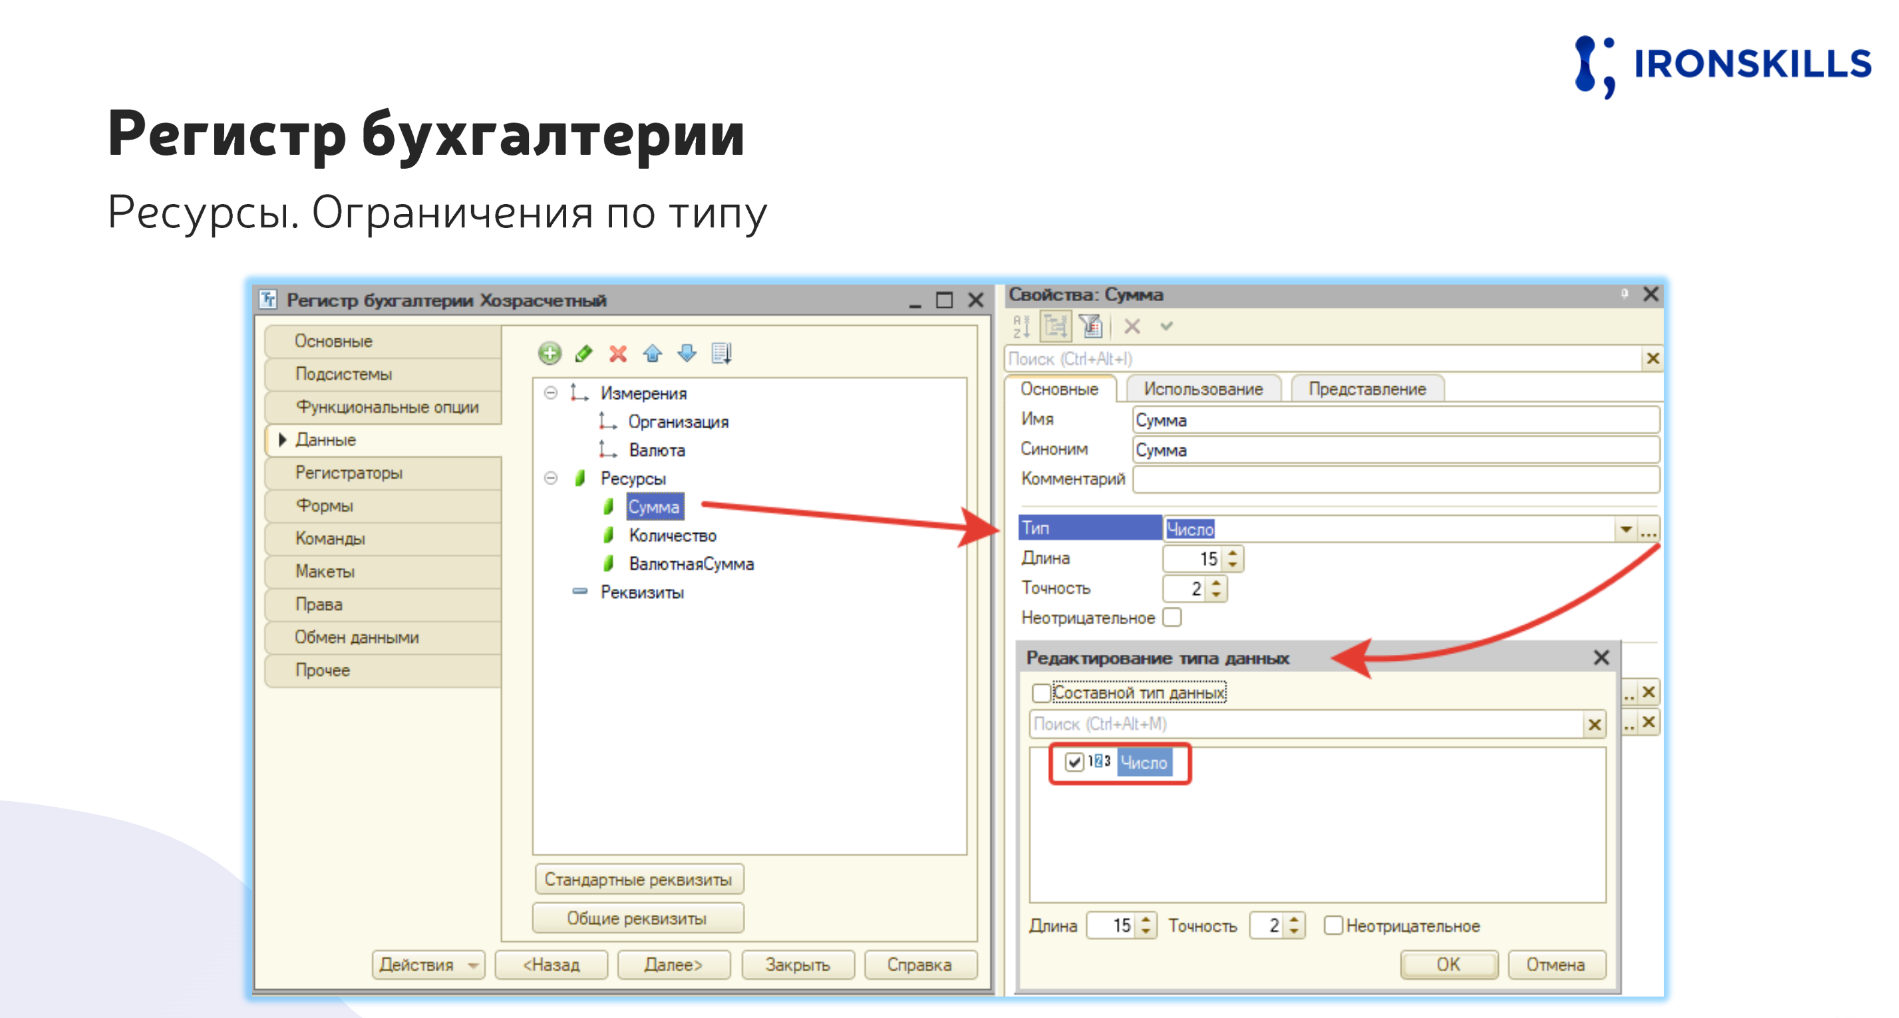 IRONSKILLS
Регистр бухгалтерии
Ресурсы. Ограничения по типу
Регистр бухгалтерии Хозрасчетный
Основные
Подсистемы
Функциональные опции
Данные
Регистраторы
Формы
Команды
Макеты
Права
Обмен данными
Прочее
Измерения
Организация
Валюта
Ресурсы
Сумма
Количество
ВалютнаяСумма
Реквизиты
Стандартные реквизиты
Общие реквизиты
Действия <Назад Далее> Закрыть Справка
Свойства: Сумма
Поиск (Ctrl+Alt+I)
Основные Использование Представление
Имя Сумма
Синоним Сумма
Комментарий
Тип Число ...
Длина 15
Точность 2
Неотрицательное
Редактирование типа данных
Составной тип данных
Поиск (Ctrl+Alt+M)
123 Число
Длина 15 Точность 2 Неотрицательное
OK Отмена